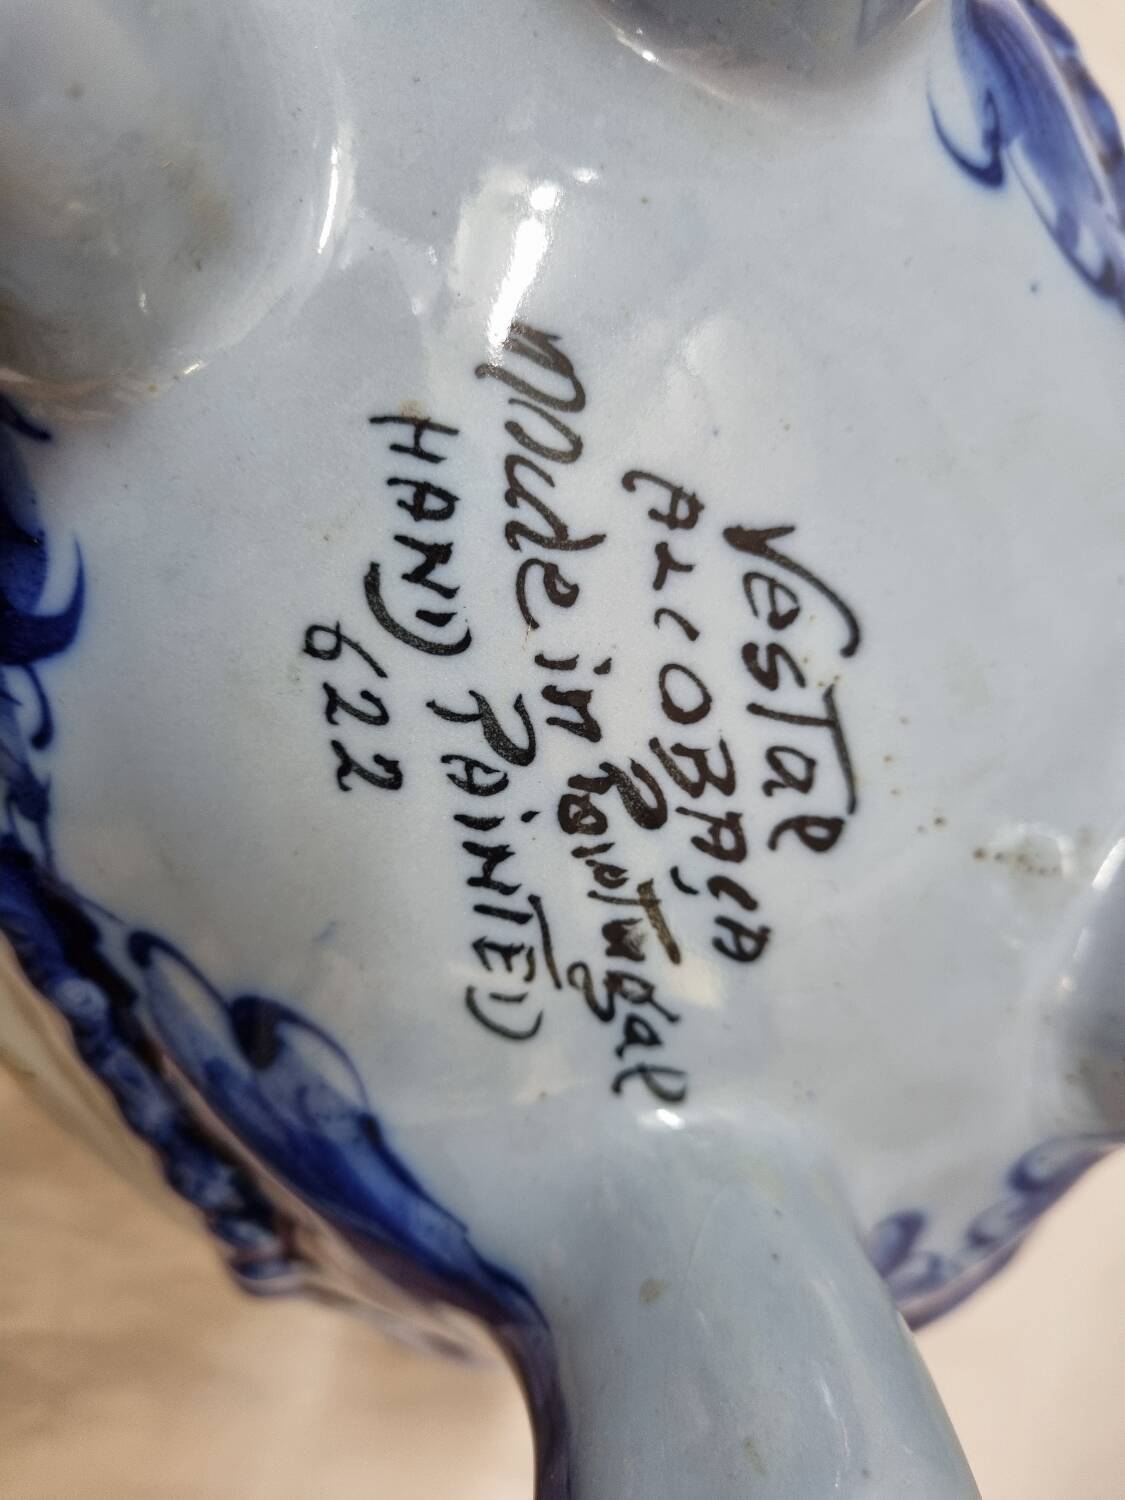 Vestal
ALCOBAÇA
Made in Portugal
HAND PAINTED
622